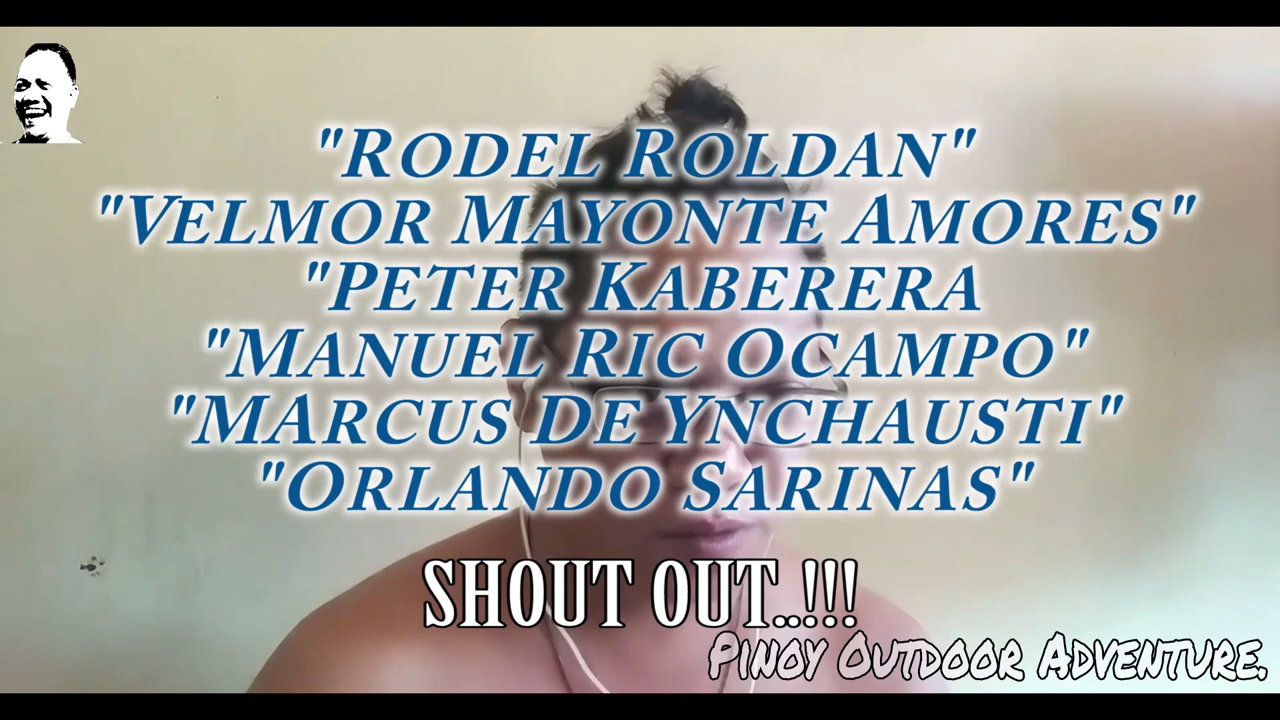 "Rodel Roldan"
"Velmor Mayonte Amores"
"Peter Kaberera
"Manuel Ric Ocampo"
"MArcus De Ynchausti"
"Orlando Sarinas"
SHOUT OUT..!!!
Pinoy Outdoor Adventure.